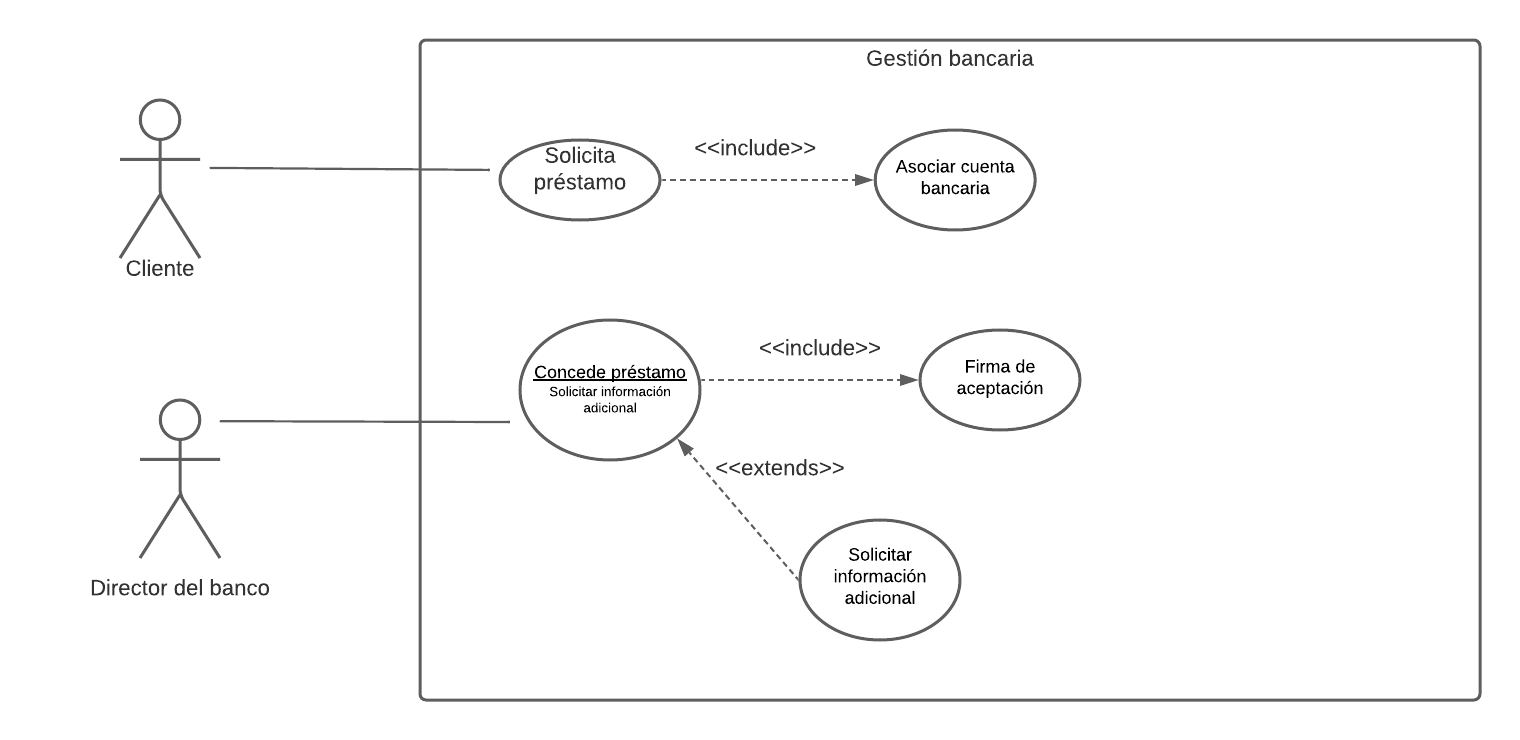 Gestión bancaria
Solicita
préstamo
<<include>>
Asociar cuenta
bancaria
Cliente
Concede préstamo
Solicitar información
adicional
<<include>>
Firma de
aceptación
<<extends>>
Solicitar
información
adicional
Director del banco